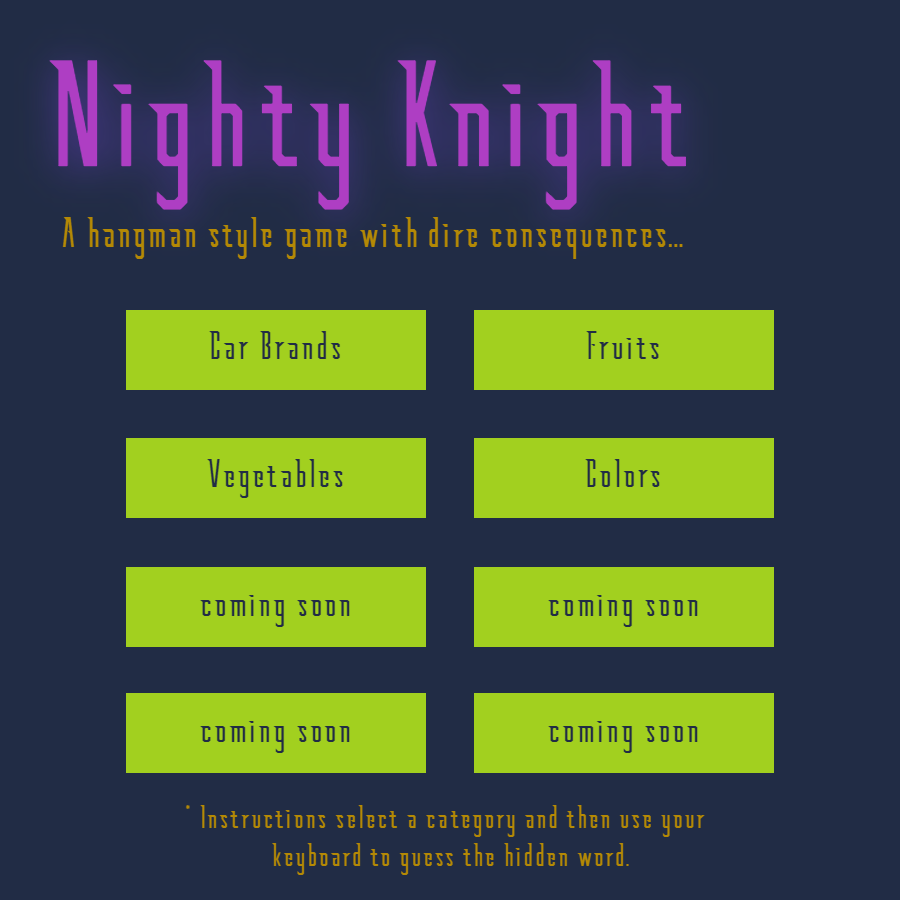 Nighty Knight
A hangman style game with dire consequences...
Car Brands
Fruits
Vegetables
Colors
coming soon
coming soon
coming soon
coming soon
* Instructions select a category and then use your
keyboard to guess the hidden word.